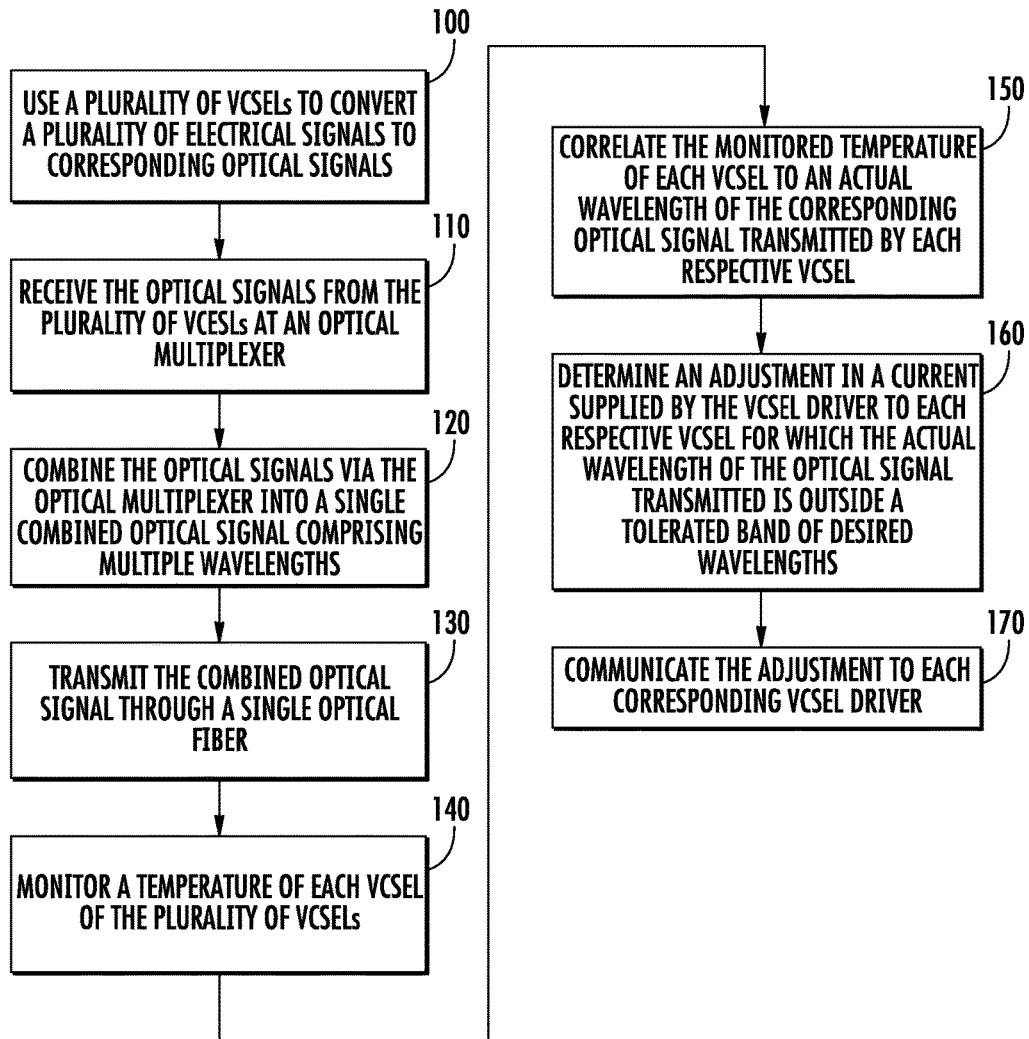 100
USE A PLURALITY OF VCSELs TO CONVERT
A PLURALITY OF ELECTRICAL SIGNALS TO
CORRESPONDING OPTICAL SIGNALS
110
RECEIVE THE OPTICAL SIGNALS FROM THE
PLURALITY OF VCESLs AT AN OPTICAL
MULTIPLEXER
120
COMBINE THE OPTICAL SIGNALS VIA THE
OPTICAL MULTIPLEXER INTO A SINGLE
COMBINED OPTICAL SIGNAL COMPRISING
MULTIPLE WAVELENGTHS
130
TRANSMIT THE COMBINED OPTICAL
SIGNAL THROUGH A SINGLE OPTICAL
FIBER
140
MONITOR A TEMPERATURE OF EACH VCSEL
OF THE PLURALITY OF VCSELs
150
CORRELATE THE MONITORED TEMPERATURE
OF EACH VCSEL TO AN ACTUAL
WAVELENGTH OF THE CORRESPONDING
OPTICAL SIGNAL TRANSMITTED BY EACH
RESPECTIVE VCSEL
160
DETERMINE AN ADJUSTMENT IN A CURRENT
SUPPLIED BY THE VCSEL DRIVER TO EACH
RESPECTIVE VCSEL FOR WHICH THE ACTUAL
WAVELENGTH OF THE OPTICAL SIGNAL
TRANSMITTED IS OUTSIDE A
TOLERATED BAND OF DESIRED
WAVELENGTHS
170
COMMUNICATE THE ADJUSTMENT TO EACH
CORRESPONDING VCSEL DRIVER